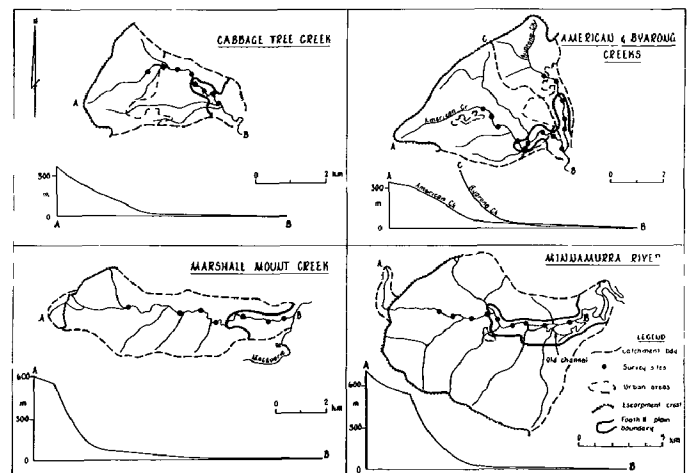 N
CABBAGE TREE CREEK
A
B
300
m
0
A
B
0 2
km
AMERICAN & BYARONG
CREEKS
C
Byarong Ck
American Cr
A
B
A
C
300
m
0
American Ck
Byarong Ck
B
0 2
MARSHALL MOUNT CREEK
A
B
Macquarie
A
600
m
300
0
B
0 2
km
MINNAMURRA RIVER
A
B
Old channel
LEGEND
Catchment bdy
Survey sites
Urban areas
Escarpment crest
plain
boundary
A
600
m
300
0
B
0 5
km